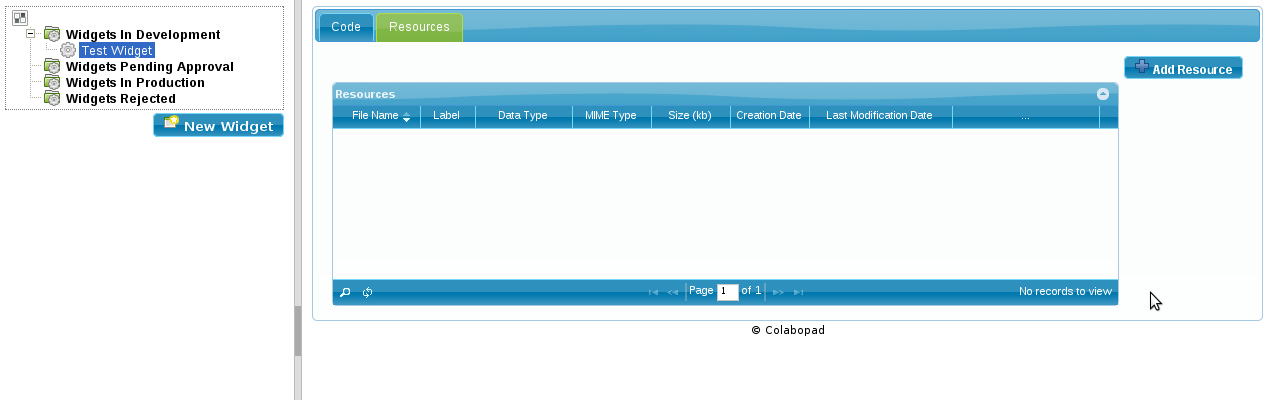 Widgets In Development
Test Widget
Widgets Pending Approval
Widgets In Production
Widgets Rejected
New Widget
Code Resources
Add Resource
Resources
File Name Label Data Type MIME Type Size (kb) Creation Date Last Modification Date ...
Page 1 of 1 No records to view
© Colabopad